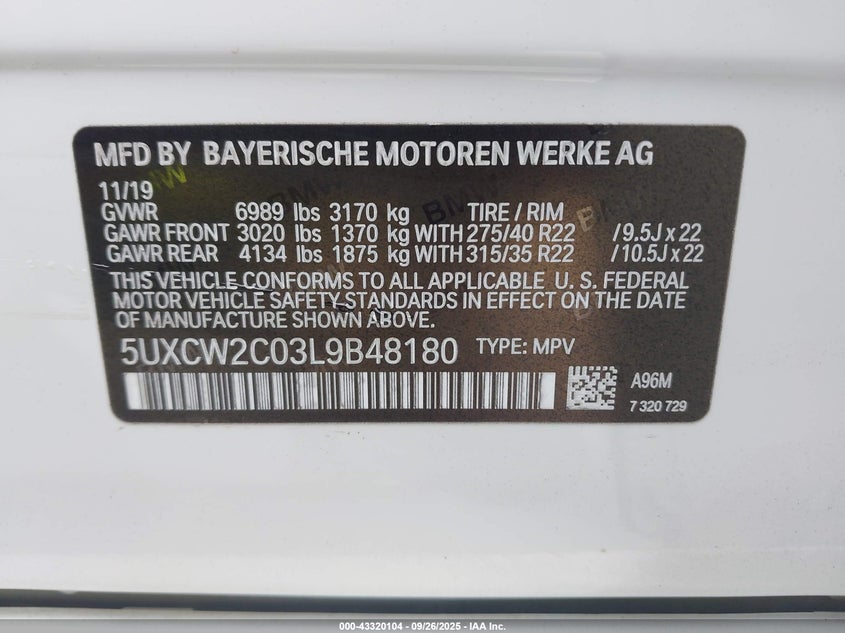 MFD BY BAYERISCHE MOTOREN WERKE AG
11/19
GVWR 6989 lbs 3170 kg TIRE / RIM
GAWR FRONT 3020 lbs 1370 kg WITH 275/40 R22 /9.5J x 22
GAWR REAR 4134 lbs 1875 kg WITH 315/35 R22 /10.5J x 22
THIS VEHICLE CONFORMS TO ALL APPLICABLE U. S. FEDERAL
MOTOR VEHICLE SAFETY STANDARDS IN EFFECT ON THE DATE
OF MANUFACTURE SHOWN ABOVE.
5UXCW2C03L9B48180 TYPE: MPV
A96M
7 320 729
000-43320104 - 09/26/2025 - IAA Inc.